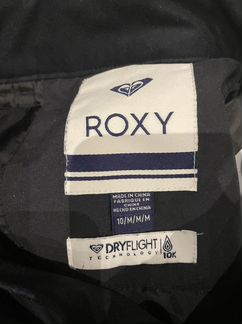 ROXY
MADE IN CHINA
FABRIQUÉ EN
CHINE
HECHO EN CHINA
10/M/M/M
DRYFLIGHT
TECHNOLOGY
10K